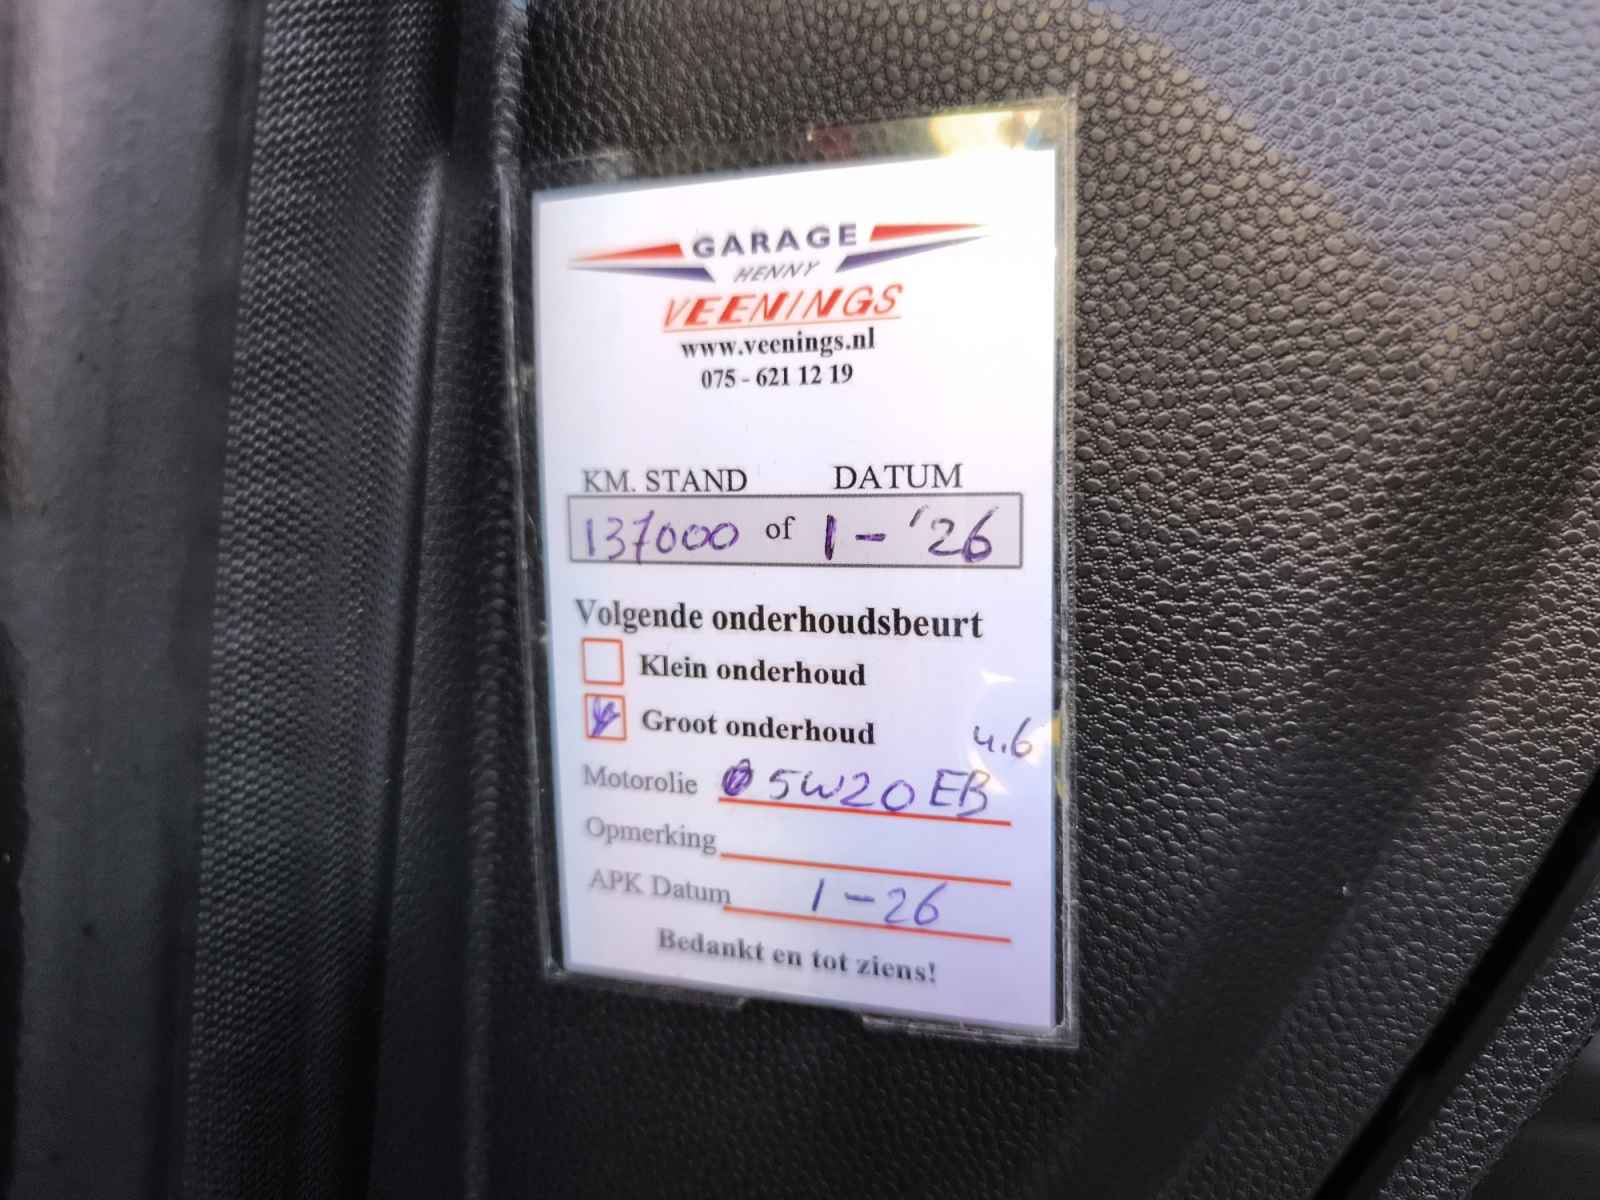 GARAGE
HENNY
VEENINGS
www.veenings.nl
075 - 621 12 19
KM. STAND DATUM
137000 of 1 - '26
Volgende onderhoudsbeurt
Klein onderhoud
Groot onderhoud 4.6
Motorolie 5W20 EB
Opmerking
APK Datum 1-26
Bedankt en tot ziens!